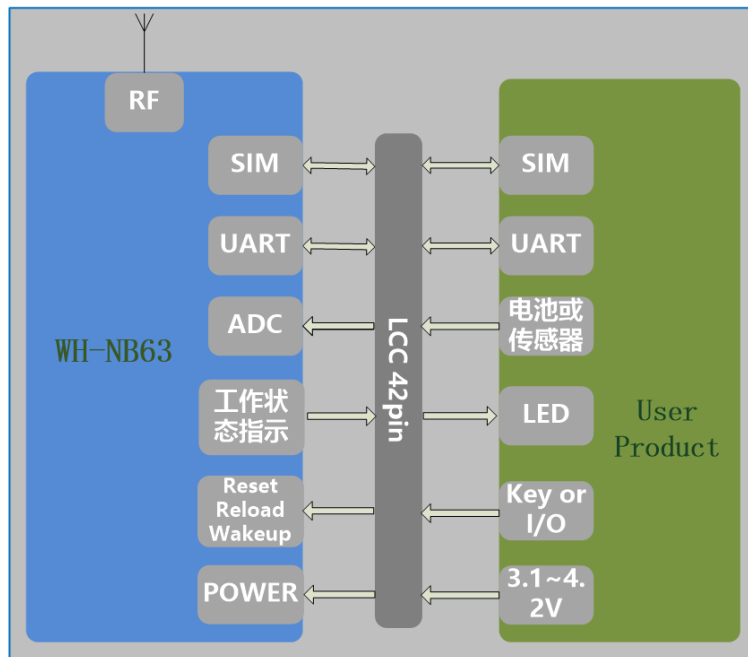 RF
SIM
UART
ADC
WH-NB63
工作状
态指示
Reset
Reload
Wakeup
POWER
LCC 42pin
SIM
UART
电池或
传感器
LED
User
Product
Key or
I/O
3.1~4.
2V